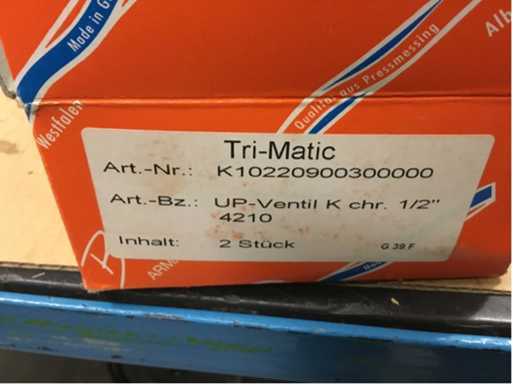 Made in G
Westfalen
Qualität aus Pressmessing
Alb
Tri-Matic
Art.-Nr.: K10220900300000
Art.-Bz.: UP-Ventil K chr. 1/2"
4210
Inhalt: 2 Stück G 39 F
ARM